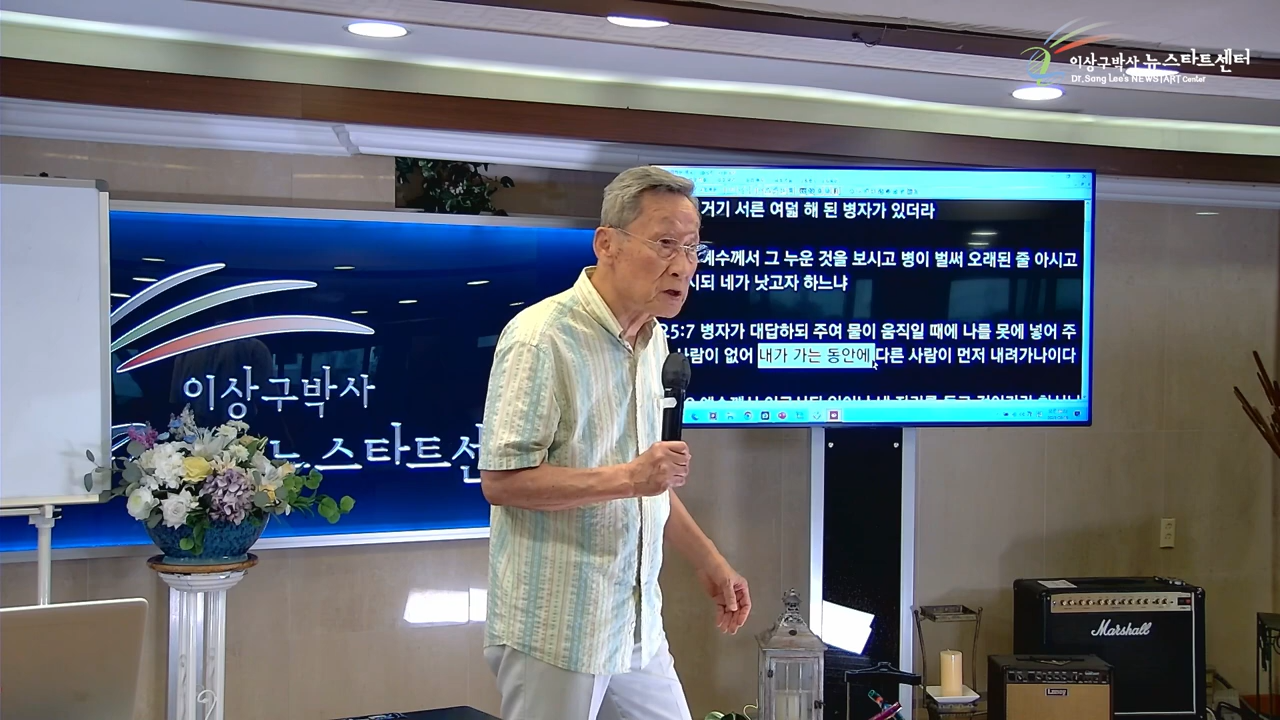 이상구박사 뉴스타트센터
Dr. Sang Lee's NEWSTART Center
거기 서른 여덟 해 된 병자가 있더라
예수께서 그 누운 것을 보시고 병이 벌써 오래된 줄 아시고
시되 네가 낫고자 하느냐
5:7 병자가 대답하되 주여 물이 움직일 때에 나를 못에 넣어 주
사람이 없어 내가 가는 동안에 다른 사람이 먼저 내려가나이다
이상구박사
뉴스타트센
Marshall
Laney